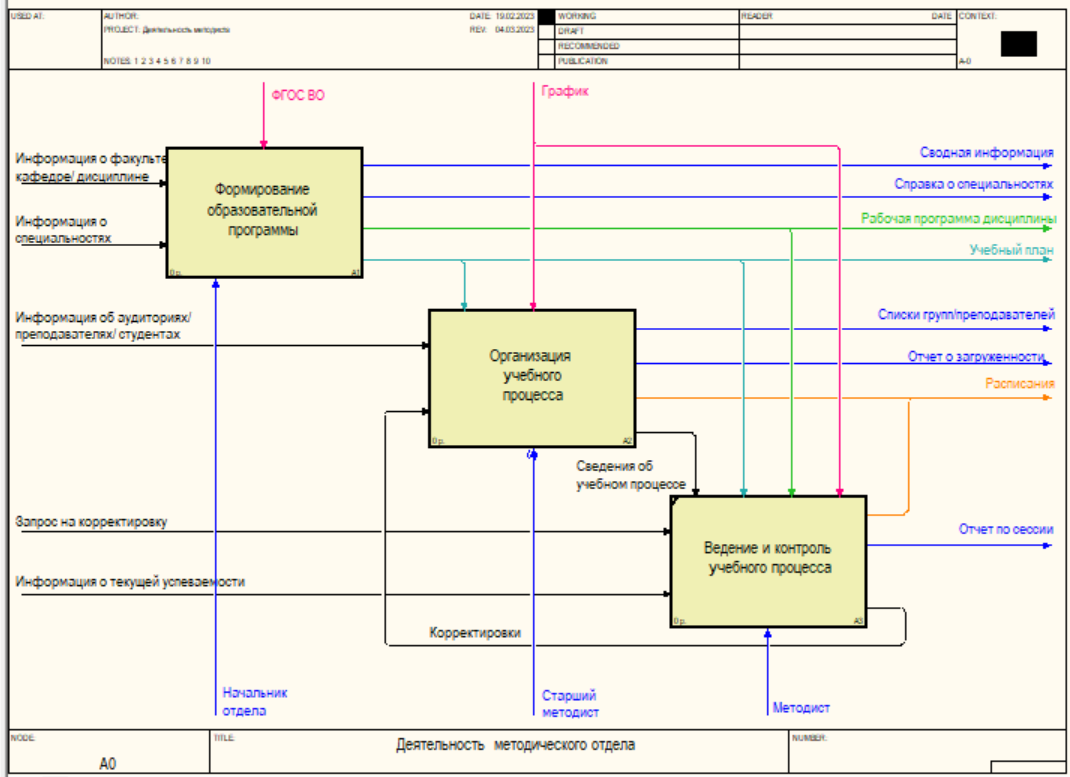 USED AT:
AUTHOR:
DATE: 19.02.2023
WORKING
READER
DATE
CONTEXT:
PROJECT: Деятельность методиста
REV: 04.03.2023
DRAFT
RECOMMENDED
NOTES: 1 2 3 4 5 6 7 8 9 10
PUBLICATION
A-0
ФГОС ВО
График
Информация о факульте
кафедре/ дисциплине
Информация о
специальностях
Формирование
образовательной
программы
0 р.
A1
Сводная информация
Справка о специальностях
Рабочая программа дисциплины
Учебный план
Информация об аудиториях/
преподавателях/ студентах
Организация
учебного
процесса
0 р.
A2
Списки групп/преподавателей
Отчет о загруженности
Расписания
Сведения об
учебном процессе
Запрос на корректировку
Информация о текущей успеваемости
Ведение и контроль
учебного процесса
0 р.
A3
Отчет по сессии
Корректировки
Начальник
отдела
Старший
методист
Методист
NODE:
TITLE:
NUMBER:
A0
Деятельность методического отдела